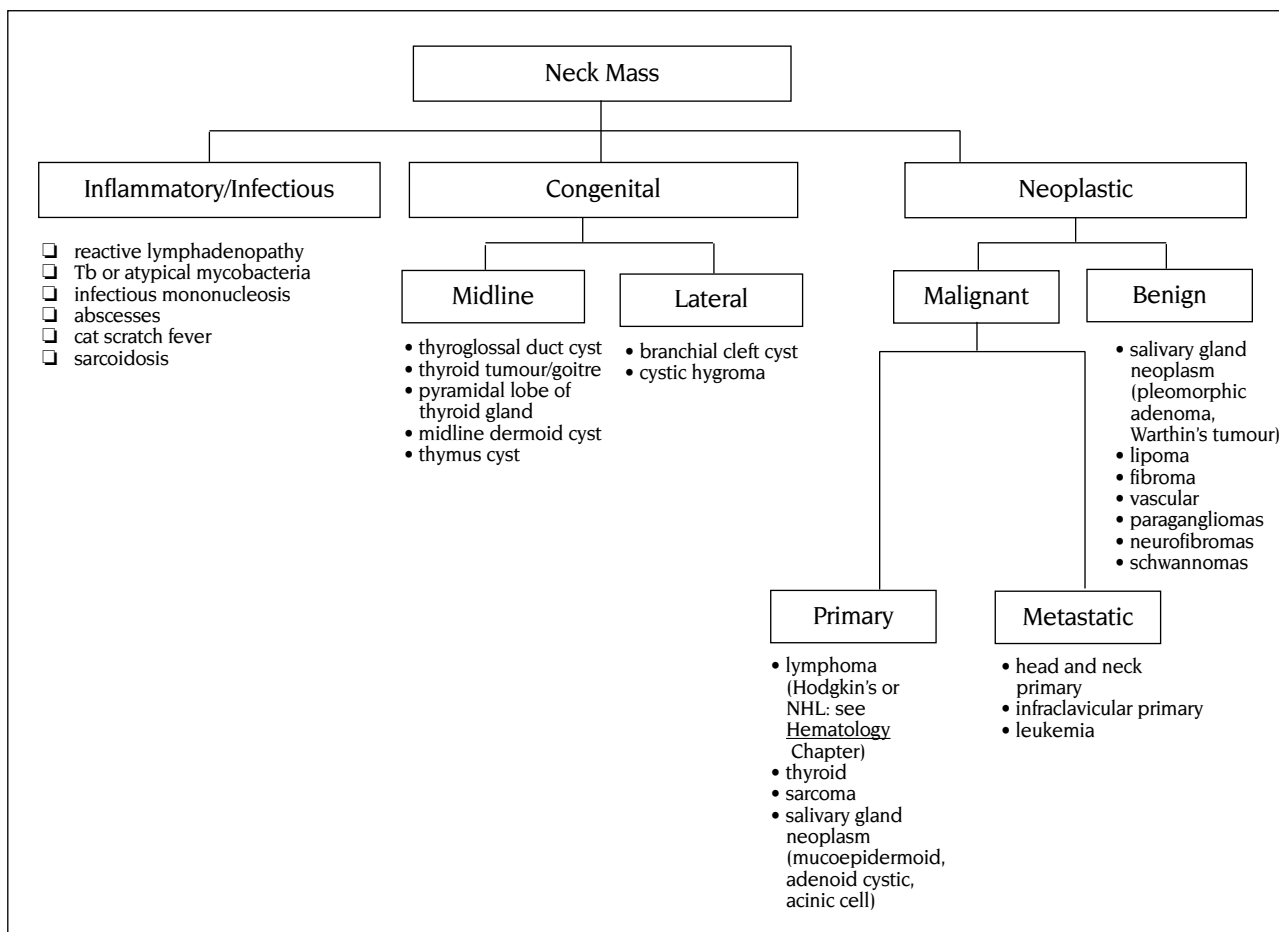 Neck Mass
Inflammatory/Infectious
❏ reactive lymphadenopathy
❏ Tb or atypical mycobacteria
❏ infectious mononucleosis
❏ abscesses
❏ cat scratch fever
❏ sarcoidosis
Congenital
Midline
• thyroglossal duct cyst
• thyroid tumour/goitre
• pyramidal lobe of
thyroid gland
• midline dermoid cyst
• thymus cyst
Lateral
• branchial cleft cyst
• cystic hygroma
Neoplastic
Malignant
Primary
• lymphoma
(Hodgkin's or
NHL: see
Hematology
Chapter)
• thyroid
• sarcoma
• salivary gland
neoplasm
(mucoepidermoid,
adenoid cystic,
acinic cell)
Metastatic
• head and neck
primary
• infraclavicular primary
• leukemia
Benign
• salivary gland
neoplasm
(pleomorphic
adenoma,
Warthin's tumour)
• lipoma
• fibroma
• vascular
• paragangliomas
• neurofibromas
• schwannomas